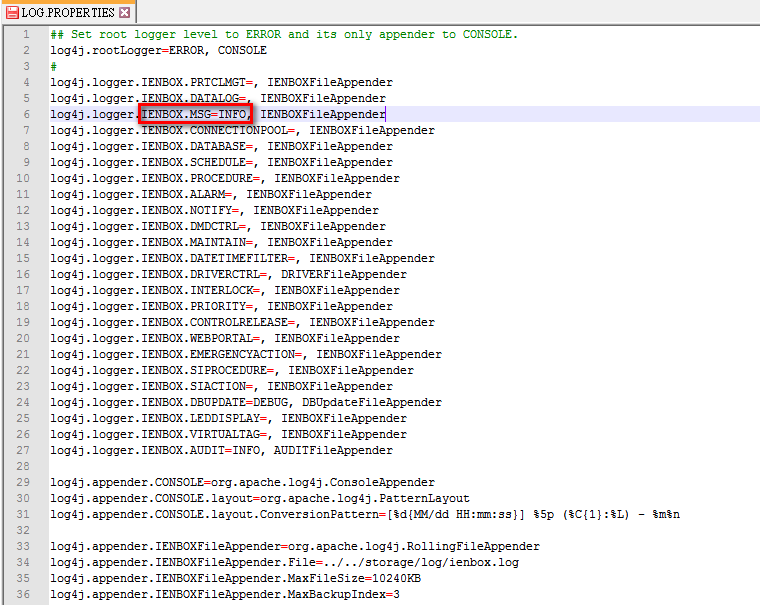 LOG.PROPERTIES
1 ## Set root logger level to ERROR and its only appender to CONSOLE.
2 log4j.rootLogger=ERROR, CONSOLE
3 #
4 log4j.logger.IENBOX.PRTCLMGT=, IENBOXFileAppender
5 log4j.logger.IENBOX.DATALOG=, IENBOXFileAppender
6 log4j.logger.IENBOX.MSG=INFO, IENBOXFileAppender
7 log4j.logger.IENBOX.CONNECTIONPOOL=, IENBOXFileAppender
8 log4j.logger.IENBOX.DATABASE=, IENBOXFileAppender
9 log4j.logger.IENBOX.SCHEDULE=, IENBOXFileAppender
10 log4j.logger.IENBOX.PROCEDURE=, IENBOXFileAppender
11 log4j.logger.IENBOX.ALARM=, IENBOXFileAppender
12 log4j.logger.IENBOX.NOTIFY=, IENBOXFileAppender
13 log4j.logger.IENBOX.DMDCTRL=, IENBOXFileAppender
14 log4j.logger.IENBOX.MAINTAIN=, IENBOXFileAppender
15 log4j.logger.IENBOX.DATETIMEFILTER=, IENBOXFileAppender
16 log4j.logger.IENBOX.DRIVERCTRL=, DRIVERFileAppender
17 log4j.logger.IENBOX.INTERLOCK=, IENBOXFileAppender
18 log4j.logger.IENBOX.PRIORITY=, IENBOXFileAppender
19 log4j.logger.IENBOX.CONTROLRELEASE=, IENBOXFileAppender
20 log4j.logger.IENBOX.WEBPORTAL=, IENBOXFileAppender
21 log4j.logger.IENBOX.EMERGENCYACTION=, IENBOXFileAppender
22 log4j.logger.IENBOX.SIPROCEDURE=, IENBOXFileAppender
23 log4j.logger.IENBOX.SIACTION=, IENBOXFileAppender
24 log4j.logger.IENBOX.DBUPDATE=DEBUG, DBUpdateFileAppender
25 log4j.logger.IENBOX.LEDDISPLAY=, IENBOXFileAppender
26 log4j.logger.IENBOX.VIRTUALTAG=, IENBOXFileAppender
27 log4j.logger.IENBOX.AUDIT=INFO, AUDITFileAppender
28
29 log4j.appender.CONSOLE=org.apache.log4j.ConsoleAppender
30 log4j.appender.CONSOLE.layout=org.apache.log4j.PatternLayout
31 log4j.appender.CONSOLE.layout.ConversionPattern=[%d{MM/dd HH:mm:ss}] %5p (%C{1}:%L) - %m%n
32
33 log4j.appender.IENBOXFileAppender=org.apache.log4j.RollingFileAppender
34 log4j.appender.IENBOXFileAppender.File=../../storage/log/ienbox.log
35 log4j.appender.IENBOXFileAppender.MaxFileSize=10240KB
36 log4j.appender.IENBOXFileAppender.MaxBackupIndex=3